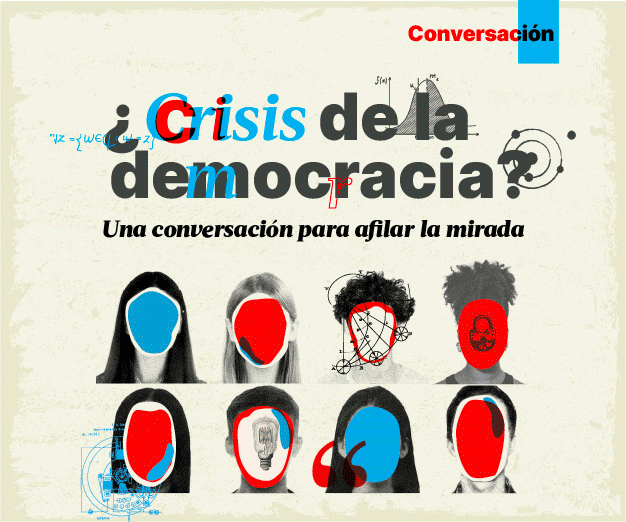 Conversación
¿Crisis de la
democracia?
Una conversación para afilar la mirada